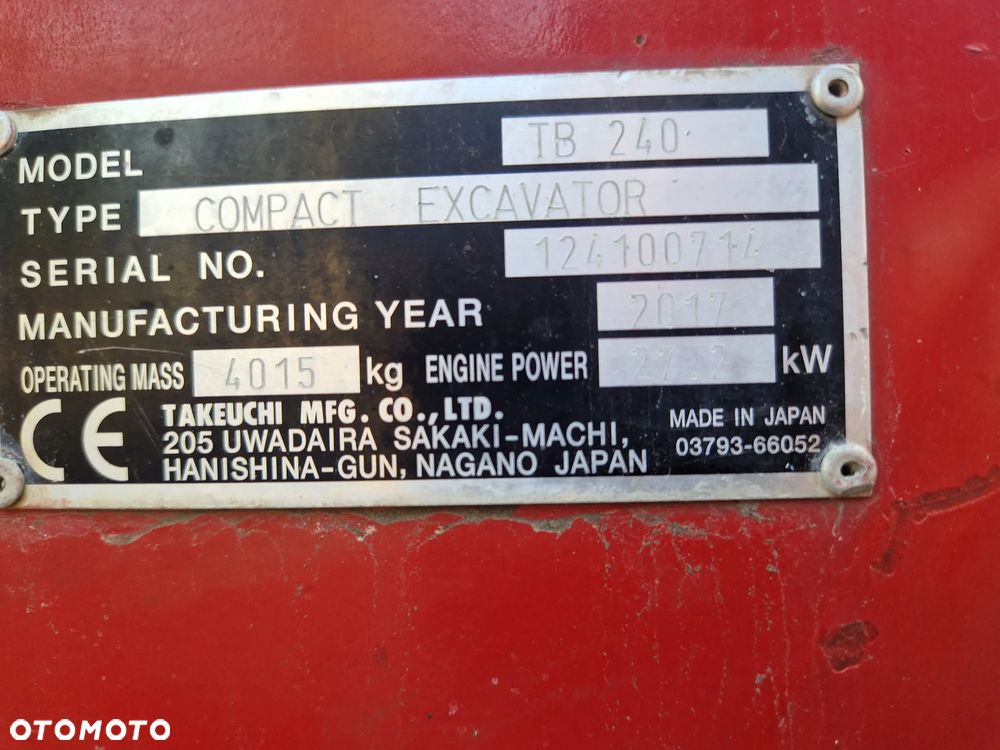 MODEL TB 240
TYPE COMPACT EXCAVATOR
SERIAL NO. 124100714
MANUFACTURING YEAR 2017
OPERATING MASS 4015 kg ENGINE POWER 27.2 kW
CE TAKEUCHI MFG. CO., LTD.
205 UWADAIRA SAKAKI-MACHI,
HANISHINA-GUN, NAGANO JAPAN
MADE IN JAPAN
03793-66052
OTOMOTO